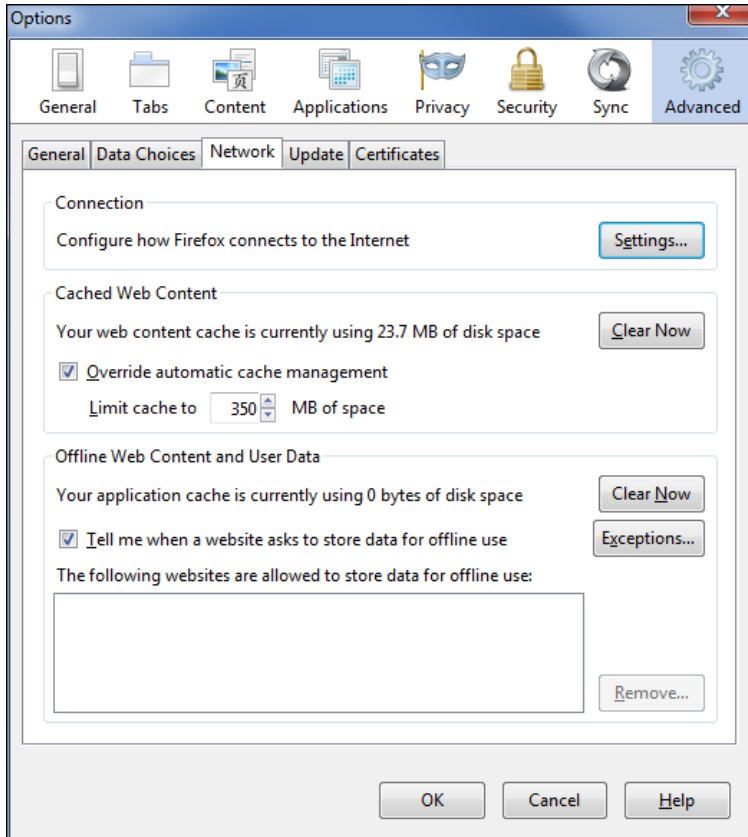 Options
X
General Tabs Content Applications Privacy Security Sync Advanced
页
General Data Choices Network Update Certificates
Connection
Configure how Firefox connects to the Internet Settings...
Cached Web Content
Your web content cache is currently using 23.7 MB of disk space Clear Now
Override automatic cache management
Limit cache to 350 MB of space
Offline Web Content and User Data
Your application cache is currently using 0 bytes of disk space Clear Now
Tell me when a website asks to store data for offline use Exceptions...
The following websites are allowed to store data for offline use:
Remove...
OK Cancel Help